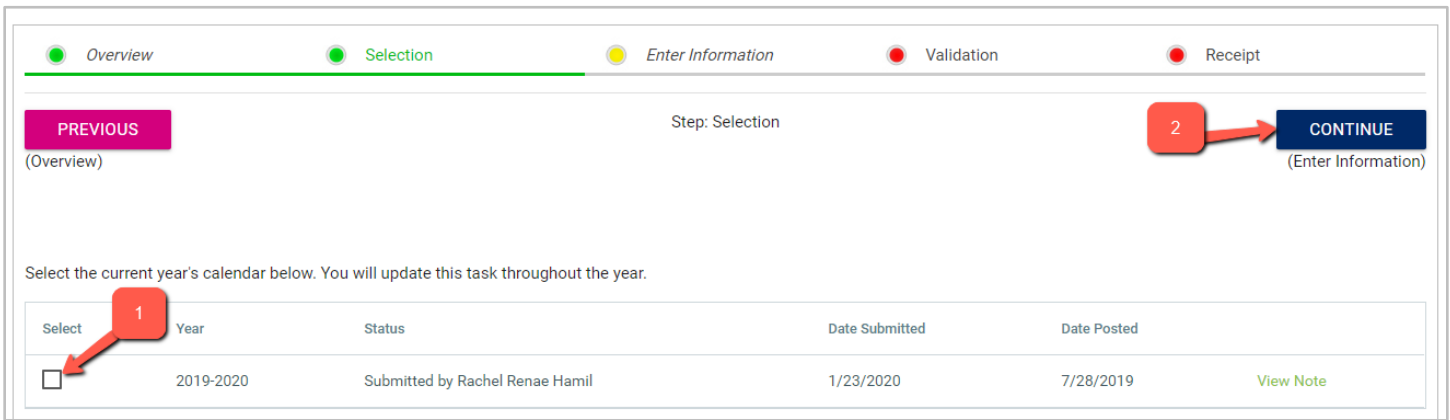 Overview Selection Enter Information Validation Receipt
PREVIOUS Step: Selection 2 CONTINUE
(Overview) (Enter Information)
Select the current year's calendar below. You will update this task throughout the year.
1
Select Year Status Date Submitted Date Posted
2019-2020 Submitted by Rachel Renae Hamil 1/23/2020 7/28/2019 View Note